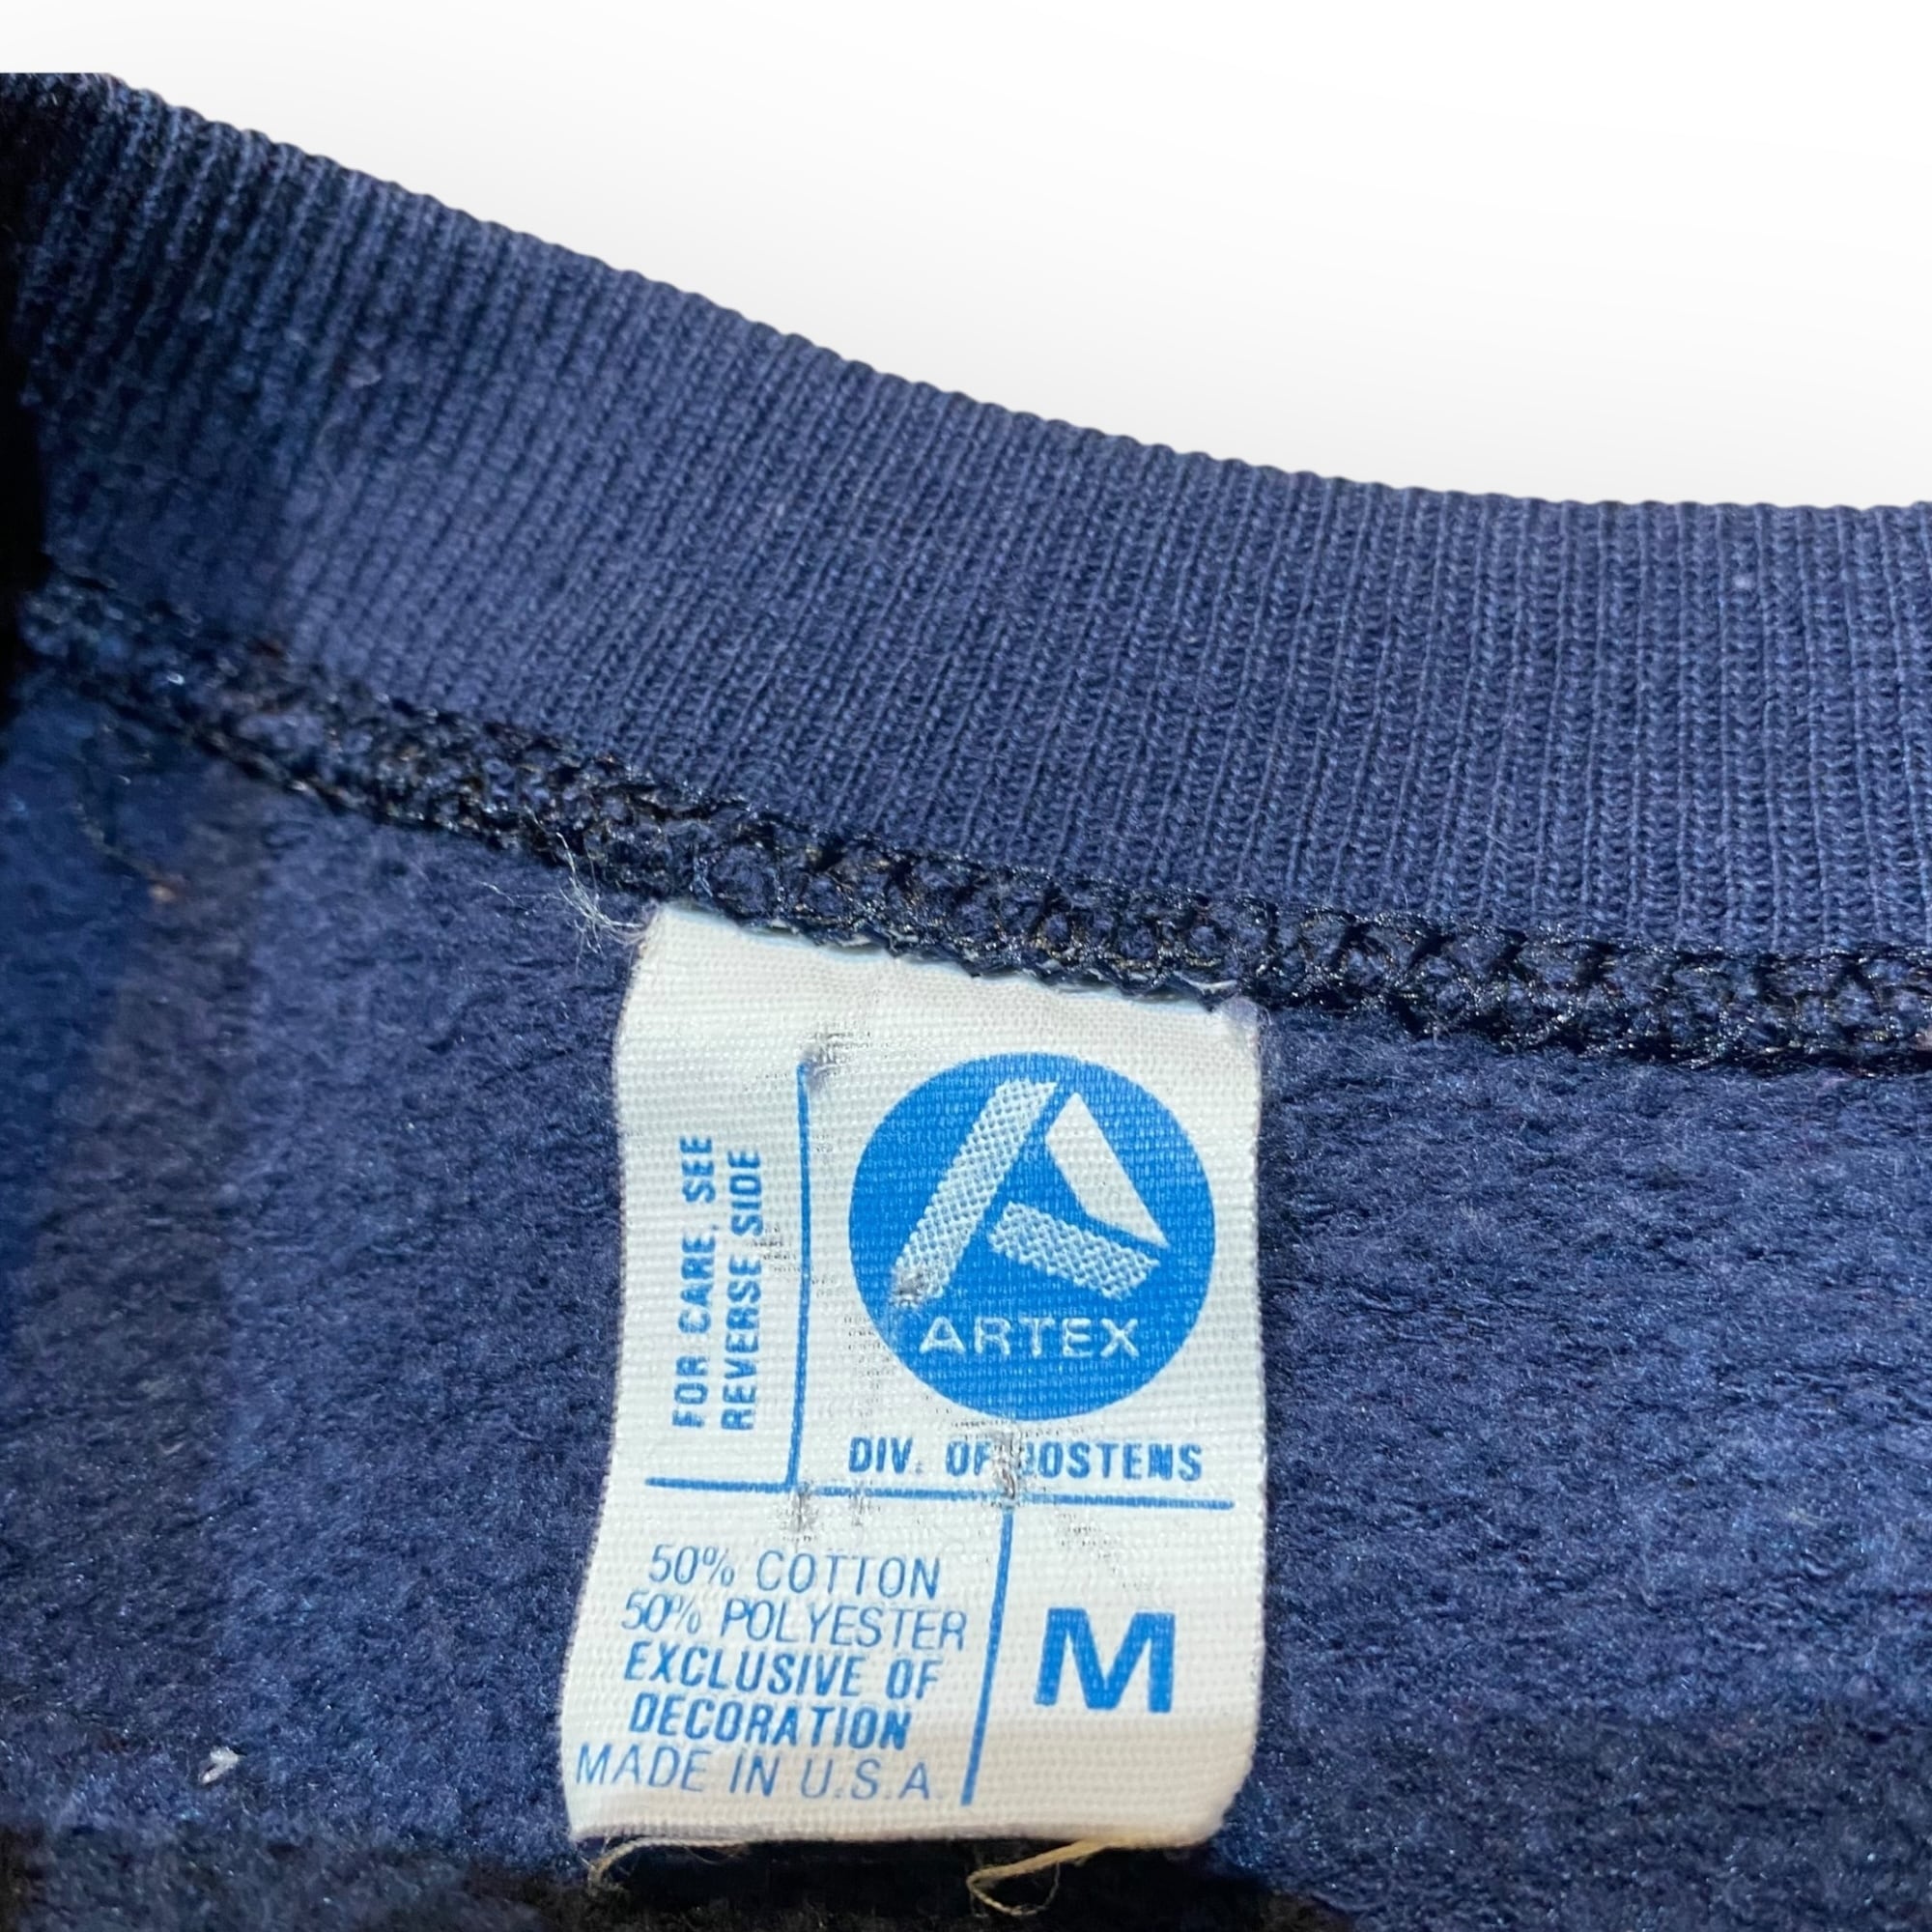 FOR CARE, SEE
REVERSE SIDE
ARTEX
DIV. OF JOSTENS
50% COTTON
50% POLYESTER
EXCLUSIVE OF
DECORATION
MADE IN U.S.A.
M